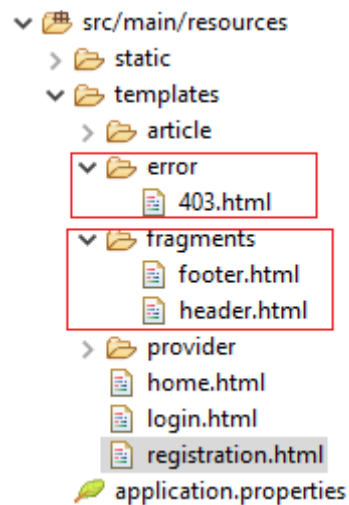 src/main/resources
static
templates
article
error
403.html
fragments
footer.html
header.html
provider
home.html
login.html
registration.html
application.properties